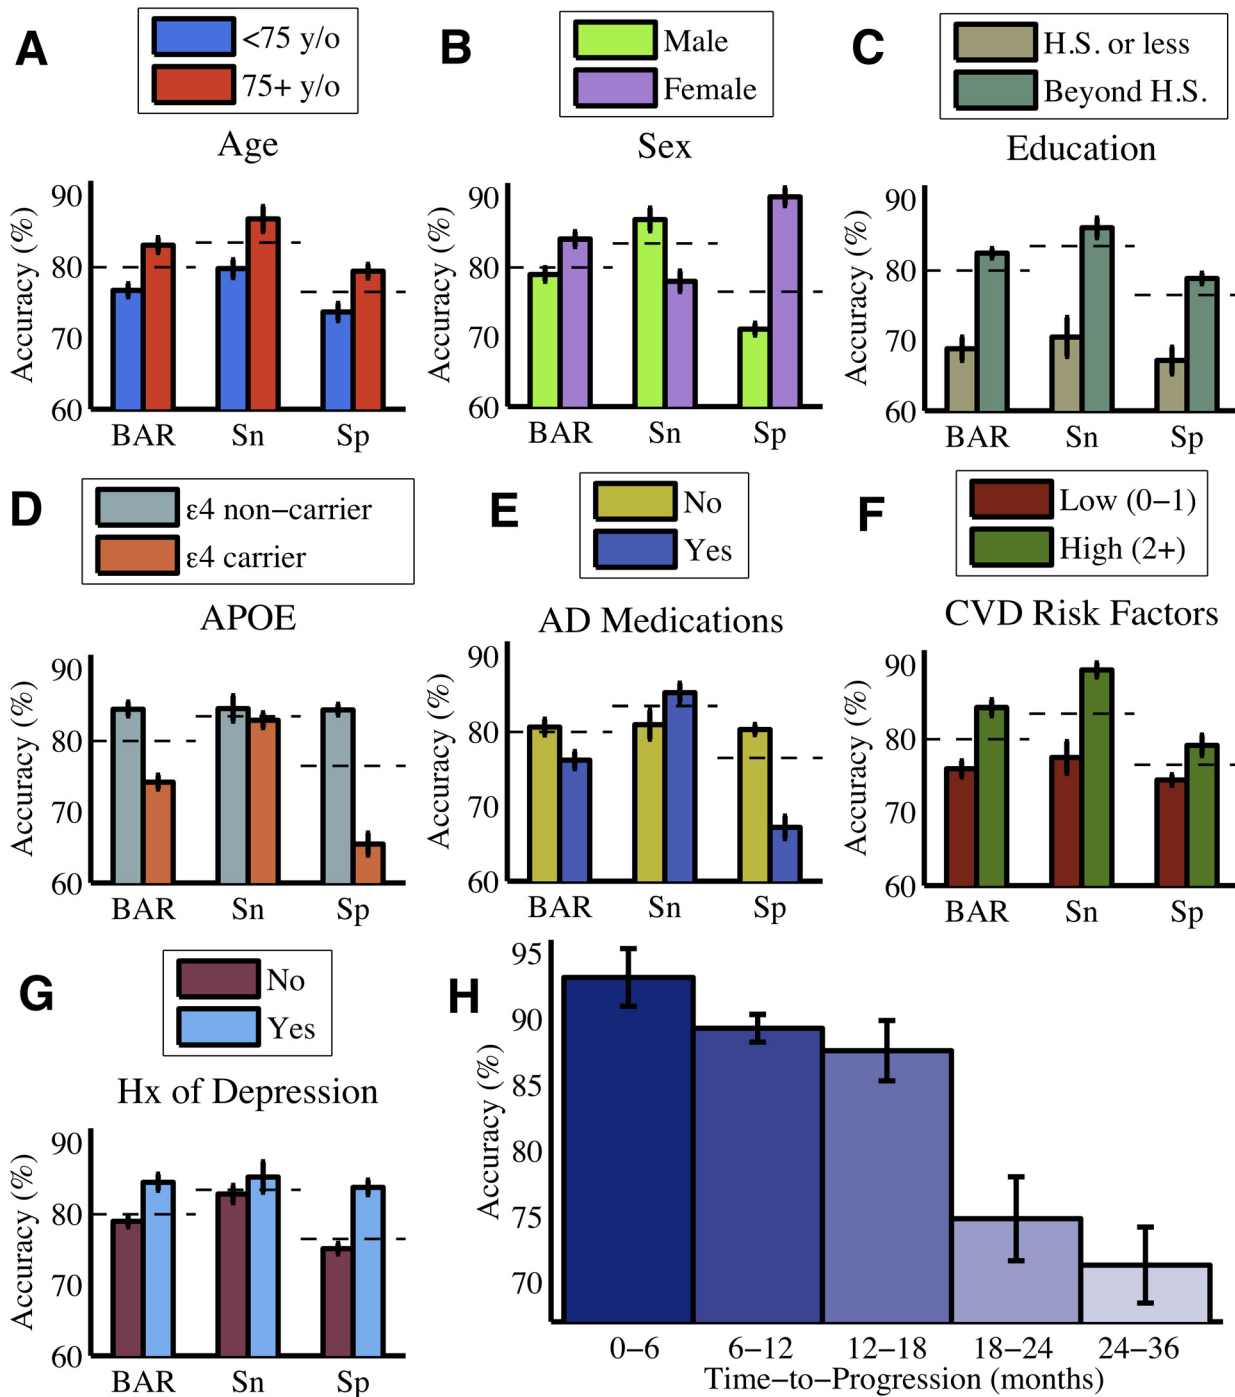 A
<75 y/o
75+ y/o
Age
Accuracy (%)
90
80
70
60
BAR Sn Sp
B
Male
Female
Sex
Accuracy (%)
90
80
70
60
BAR Sn Sp
C
H.S. or less
Beyond H.S.
Education
Accuracy (%)
90
80
70
60
BAR Sn Sp
D
ε4 non−carrier
ε4 carrier
APOE
Accuracy (%)
90
80
70
60
BAR Sn Sp
E
No
Yes
AD Medications
Accuracy (%)
90
80
70
60
BAR Sn Sp
F
Low (0−1)
High (2+)
CVD Risk Factors
Accuracy (%)
90
80
70
60
BAR Sn Sp
G
No
Yes
Hx of Depression
Accuracy (%)
90
80
70
60
BAR Sn Sp
H
Accuracy (%)
95
90
85
80
75
70
0−6 6−12 12−18 18−24 24−36
Time−to−Progression (months)